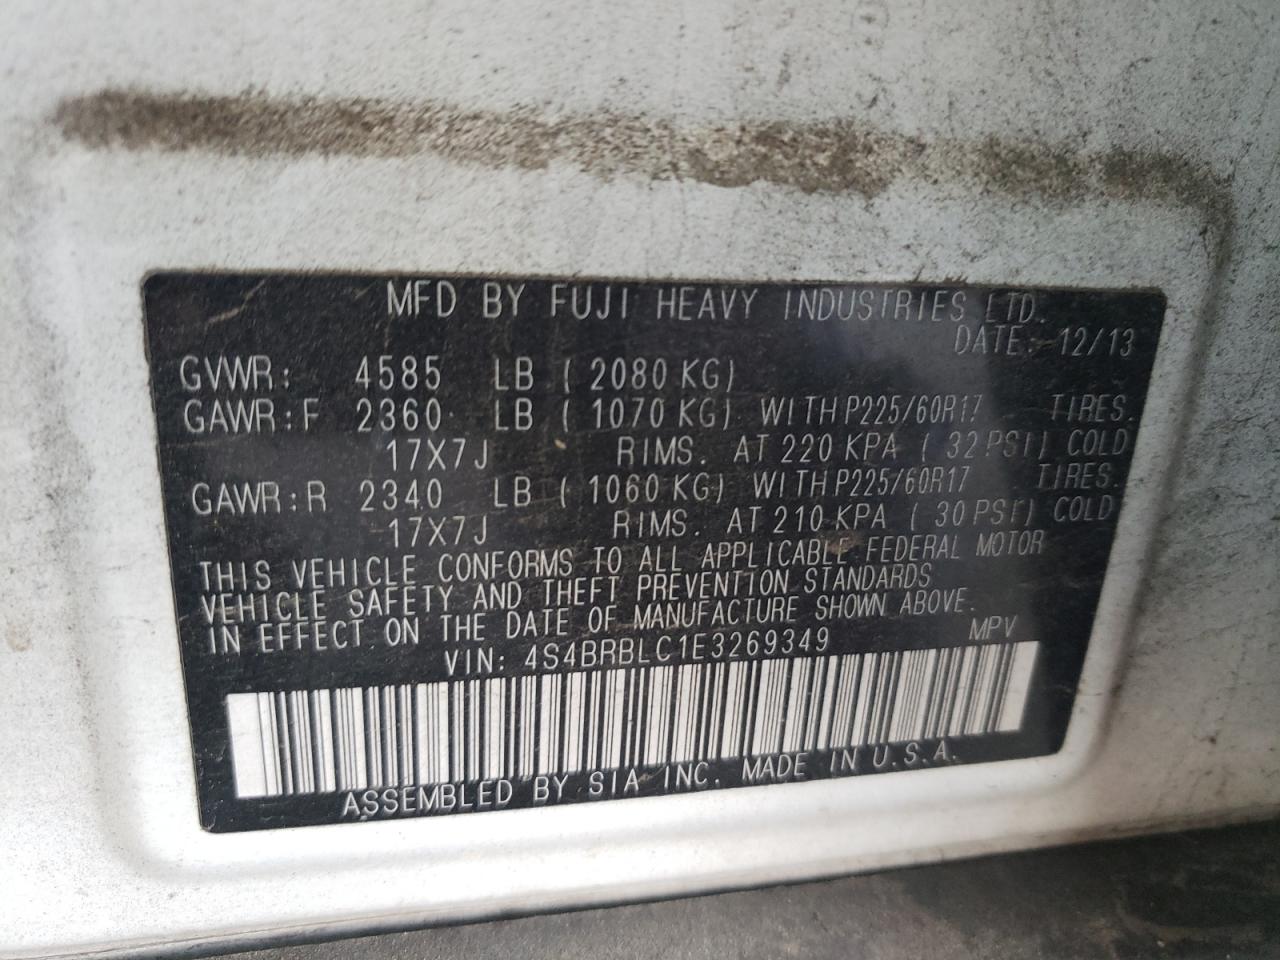 MFD BY FUJI HEAVY INDUSTRIES LTD.
DATE: 12/13
GVWR: 4585 LB ( 2080 KG)
GAWR:F 2360 LB ( 1070 KG) WITH P225/60R17 TIRES.
17X7J RIMS. AT 220 KPA ( 32 PSI) COLD
GAWR:R 2340 LB ( 1060 KG) WITH P225/60R17 TIRES.
17X7J RIMS. AT 210 KPA ( 30 PSI) COLD
THIS VEHICLE CONFORMS TO ALL APPLICABLE FEDERAL MOTOR
VEHICLE SAFETY AND THEFT PREVENTION STANDARDS
IN EFFECT ON THE DATE OF MANUFACTURE SHOWN ABOVE.
VIN: 4S4BRBLC1E3269349 MPV
ASSEMBLED BY SIA INC. MADE IN U.S.A.